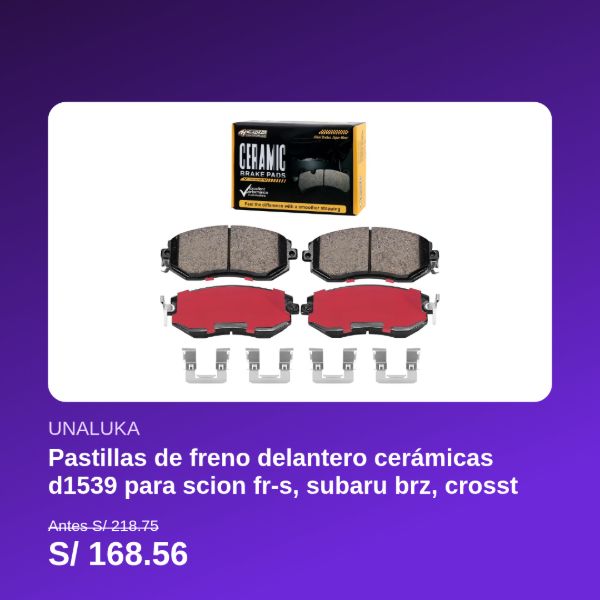 CERAMIC
BRAKE PADS
Feel the difference with a smoother stopping
UNALUKA
Pastillas de freno delantero cerámicas
d1539 para scion fr-s, subaru brz, crosst
Antes S/ 218.75
S/ 168.56